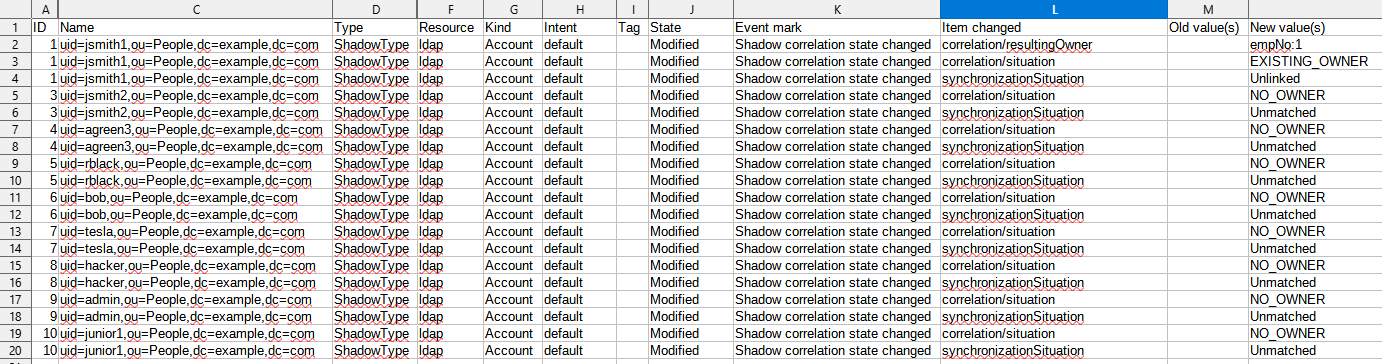 A C D F G H I J K L M
1 ID Name Type Resource Kind Intent Tag State Event mark Item changed Old value(s) New value(s)
2 1 uid=jsmith1,ou=People,dc=example,dc=com ShadowType ldap Account default Modified Shadow correlation state changed correlation/resultingOwner empNo:1
3 1 uid=jsmith1,ou=People,dc=example,dc=com ShadowType ldap Account default Modified Shadow correlation state changed correlation/situation EXISTING_OWNER
4 1 uid=jsmith1,ou=People,dc=example,dc=com ShadowType ldap Account default Modified Shadow correlation state changed synchronizationSituation Unlinked
5 3 uid=jsmith2,ou=People,dc=example,dc=com ShadowType ldap Account default Modified Shadow correlation state changed correlation/situation NO_OWNER
6 3 uid=jsmith2,ou=People,dc=example,dc=com ShadowType ldap Account default Modified Shadow correlation state changed synchronizationSituation Unmatched
7 4 uid=agreen3,ou=People,dc=example,dc=com ShadowType ldap Account default Modified Shadow correlation state changed correlation/situation NO_OWNER
8 4 uid=agreen3,ou=People,dc=example,dc=com ShadowType ldap Account default Modified Shadow correlation state changed synchronizationSituation Unmatched
9 5 uid=rblack,ou=People,dc=example,dc=com ShadowType ldap Account default Modified Shadow correlation state changed correlation/situation NO_OWNER
10 5 uid=rblack,ou=People,dc=example,dc=com ShadowType ldap Account default Modified Shadow correlation state changed synchronizationSituation Unmatched
11 6 uid=bob,ou=People,dc=example,dc=com ShadowType ldap Account default Modified Shadow correlation state changed correlation/situation NO_OWNER
12 6 uid=bob,ou=People,dc=example,dc=com ShadowType ldap Account default Modified Shadow correlation state changed synchronizationSituation Unmatched
13 7 uid=tesla,ou=People,dc=example,dc=com ShadowType ldap Account default Modified Shadow correlation state changed correlation/situation NO_OWNER
14 7 uid=tesla,ou=People,dc=example,dc=com ShadowType ldap Account default Modified Shadow correlation state changed synchronizationSituation Unmatched
15 8 uid=hacker,ou=People,dc=example,dc=com ShadowType ldap Account default Modified Shadow correlation state changed correlation/situation NO_OWNER
16 8 uid=hacker,ou=People,dc=example,dc=com ShadowType ldap Account default Modified Shadow correlation state changed synchronizationSituation Unmatched
17 9 uid=admin,ou=People,dc=example,dc=com ShadowType ldap Account default Modified Shadow correlation state changed correlation/situation NO_OWNER
18 9 uid=admin,ou=People,dc=example,dc=com ShadowType ldap Account default Modified Shadow correlation state changed synchronizationSituation Unmatched
19 10 uid=junior1,ou=People,dc=example,dc=com ShadowType ldap Account default Modified Shadow correlation state changed correlation/situation NO_OWNER
20 10 uid=junior1,ou=People,dc=example,dc=com ShadowType ldap Account default Modified Shadow correlation state changed synchronizationSituation Unmatched